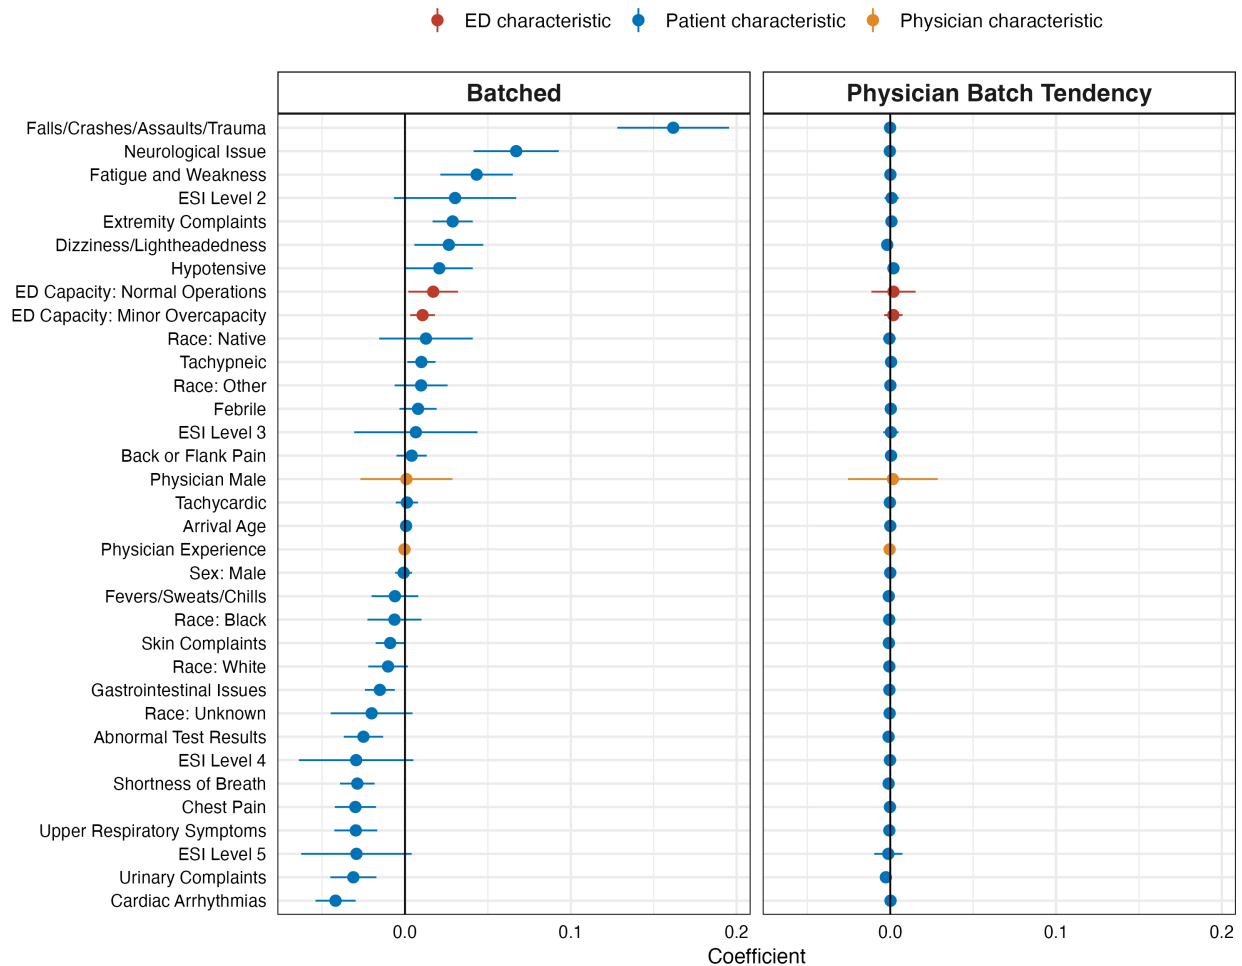 ED characteristic Patient characteristic Physician characteristic
Batched Physician Batch Tendency
Falls/Crashes/Assaults/Trauma
Neurological Issue
Fatigue and Weakness
ESI Level 2
Extremity Complaints
Dizziness/Lightheadedness
Hypotensive
ED Capacity: Normal Operations
ED Capacity: Minor Overcapacity
Race: Native
Tachypneic
Race: Other
Febrile
ESI Level 3
Back or Flank Pain
Physician Male
Tachycardic
Arrival Age
Physician Experience
Sex: Male
Fevers/Sweats/Chills
Race: Black
Skin Complaints
Race: White
Gastrointestinal Issues
Race: Unknown
Abnormal Test Results
ESI Level 4
Shortness of Breath
Chest Pain
Upper Respiratory Symptoms
ESI Level 5
Urinary Complaints
Cardiac Arrhythmias
0.0 0.1 0.2 0.0 0.1 0.2
Coefficient